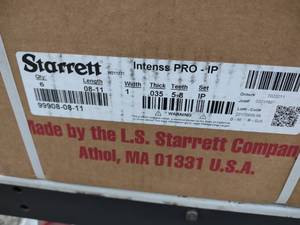 Starrett
Intenss PRO - IP
Qty Length Width Thick Teeth Set
6 08-11 1 035 5-8 IP
99908-08-11
WARNING
Made by the L.S. Starrett Company
Athol, MA 01331 U.S.A.